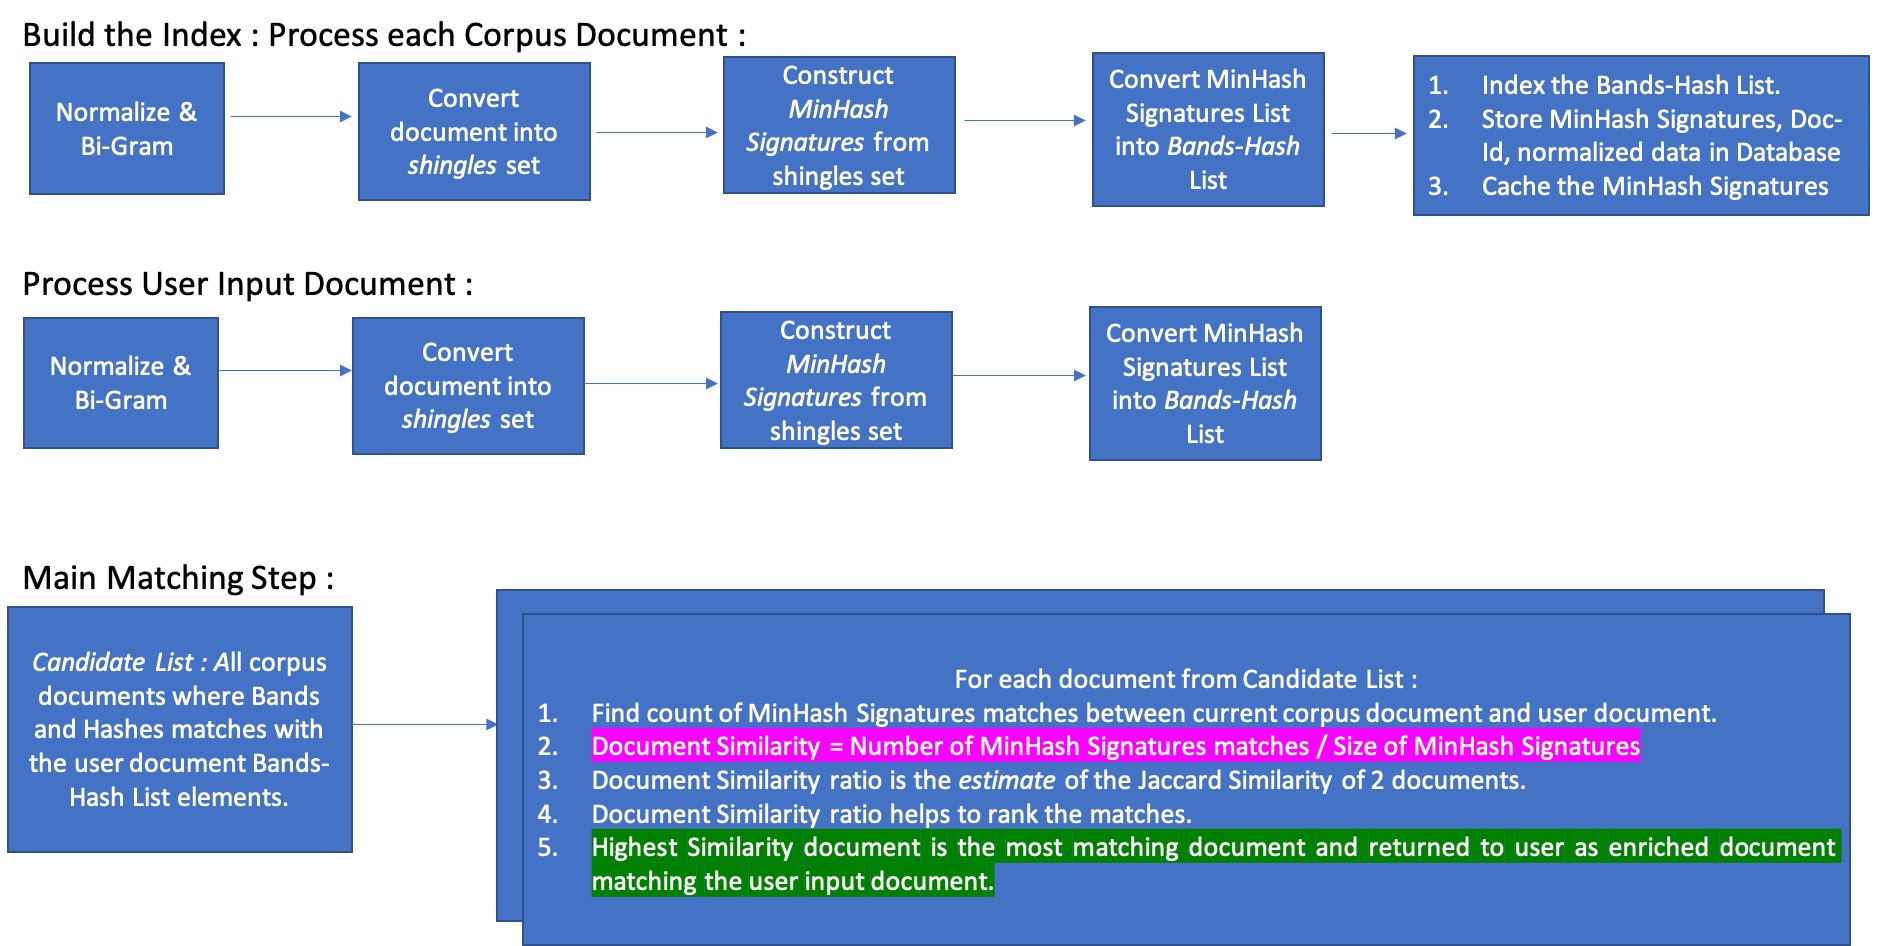 Build the Index : Process each Corpus Document :
Normalize &
Bi-Gram
Convert
document into
shingles set
Construct
MinHash
Signatures from
shingles set
Convert MinHash
Signatures List
into Bands-Hash
List
1. Index the Bands-Hash List.
2. Store MinHash Signatures, Doc-
Id, normalized data in Database
3. Cache the MinHash Signatures
Process User Input Document :
Normalize &
Bi-Gram
Convert
document into
shingles set
Construct
MinHash
Signatures from
shingles set
Convert MinHash
Signatures List
into Bands-Hash
List
Main Matching Step :
Candidate List : All corpus
documents where Bands
and Hashes matches with
the user document Bands-
Hash List elements.
For each document from Candidate List :
1. Find count of MinHash Signatures matches between current corpus document and user document.
2. Document Similarity = Number of MinHash Signatures matches / Size of MinHash Signatures
3. Document Similarity ratio is the estimate of the Jaccard Similarity of 2 documents.
4. Document Similarity ratio helps to rank the matches.
5. Highest Similarity document is the most matching document and returned to user as enriched document
matching the user input document.